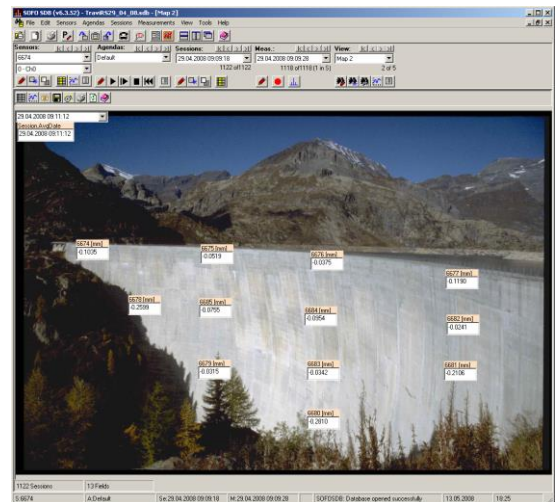 SOFO SDB (v6.3.52) - TraviRS29_04_08.sdb - [Map 2]
File Edit Sensors Agendas Sessions Measurements View Tools Help
Sensors: Agendas: Sessions: Meas.: View:
6674 Default 29.04.2008 09:09:18 29.04.2008 09:09:28 Map 2
0 - Ch0 1122 of1122 1118 of1118 (1 in S) 2 of 5
29.04.2008 09:11:12
Session.AvgDate
29.04.2008 09:11:12
6674 [mm]
-0.1035
6675 [mm]
-0.0519
6676 [mm]
-0.0375
6677 [mm]
-0.1190
6678 [mm]
-0.2599
6685 [mm]
-0.0755
6684 [mm]
-0.0954
6682 [mm]
-0.0241
6679 [mm]
-0.0315
6683 [mm]
-0.0342
6681 [mm]
-0.2106
6680 [mm]
-0.2810
1122 Sessions 13 Fields
S:6674 A:Default Se:29.04.2008 09:09:18 M:29.04.2008 09:09:28 SOFOSDB: Database opened successfully 13.05.2008 18:25